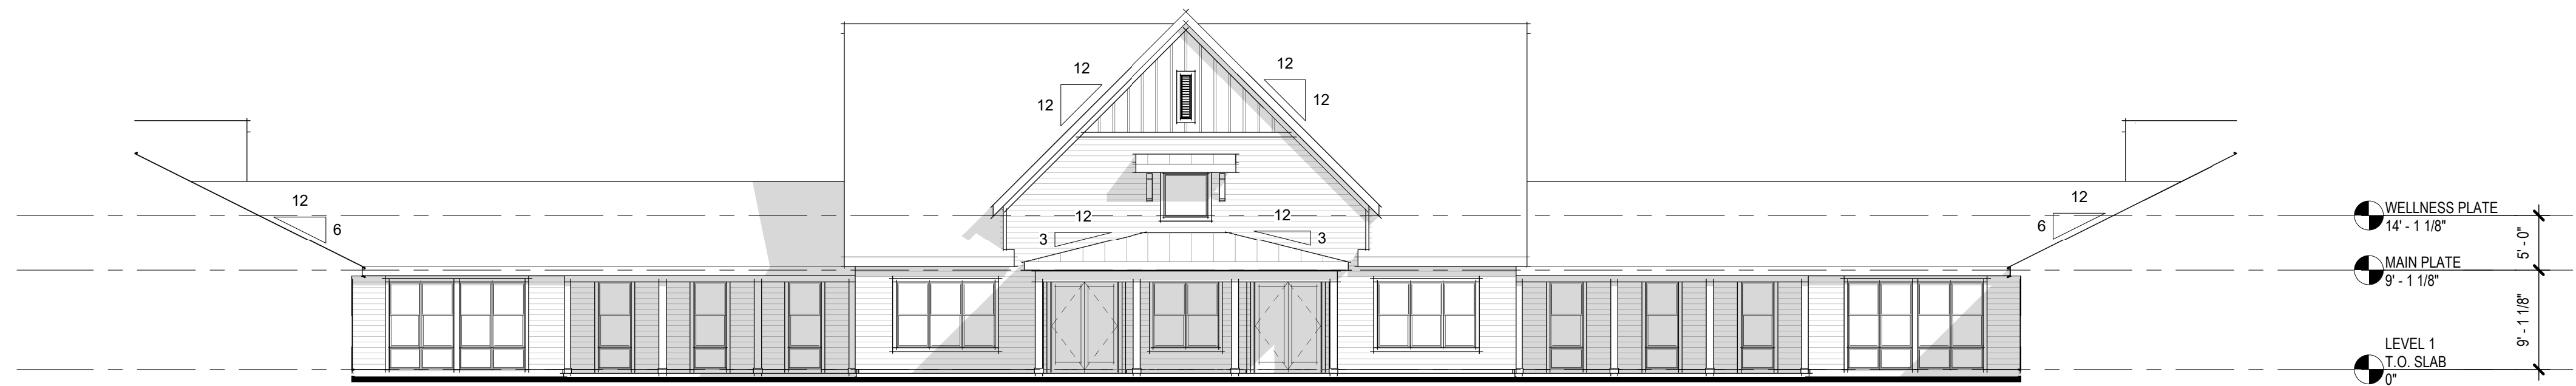 12
12
12
12
12
6
12
3
12
3
12
6
WELLNESS PLATE
14' - 1 1/8"
5' - 0"
MAIN PLATE
9' - 1 1/8"
9' - 1 1/8"
LEVEL 1
T.O. SLAB
0"